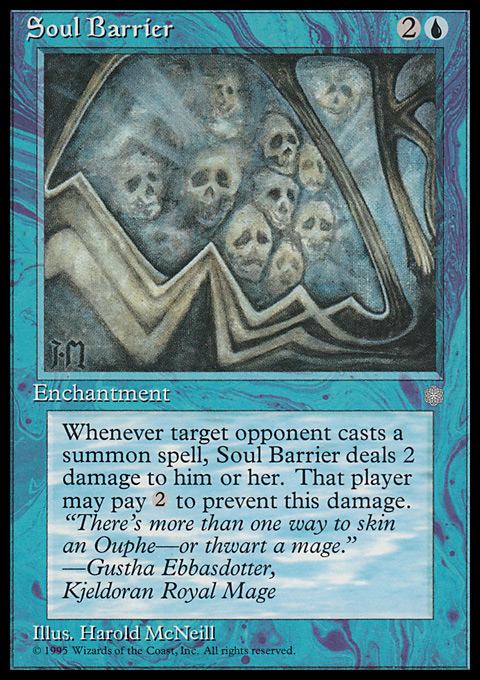 Soul Barrier
2
H·M
Enchantment
Whenever target opponent casts a
summon spell, Soul Barrier deals 2
damage to him or her. That player
may pay 2 to prevent this damage.
“There's more than one way to skin
an Ouphe—or thwart a mage.”
—Gustha Ebbasdotter,
Kjeldoran Royal Mage
Illus. Harold McNeill
© 1995 Wizards of the Coast, Inc. All rights reserved.